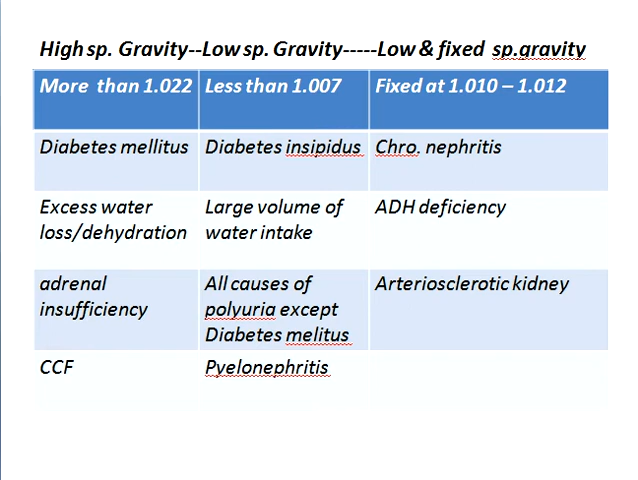 High sp. Gravity--Low sp. Gravity-----Low & fixed sp.gravity
More than 1.022 Less than 1.007 Fixed at 1.010 – 1.012
Diabetes mellitus Diabetes insipidus Chro. nephritis
Excess water Large volume of ADH deficiency
loss/dehydration water intake
adrenal All causes of Arteriosclerotic kidney
insufficiency polyuria except
Diabetes melitus
CCF Pyelonephritis